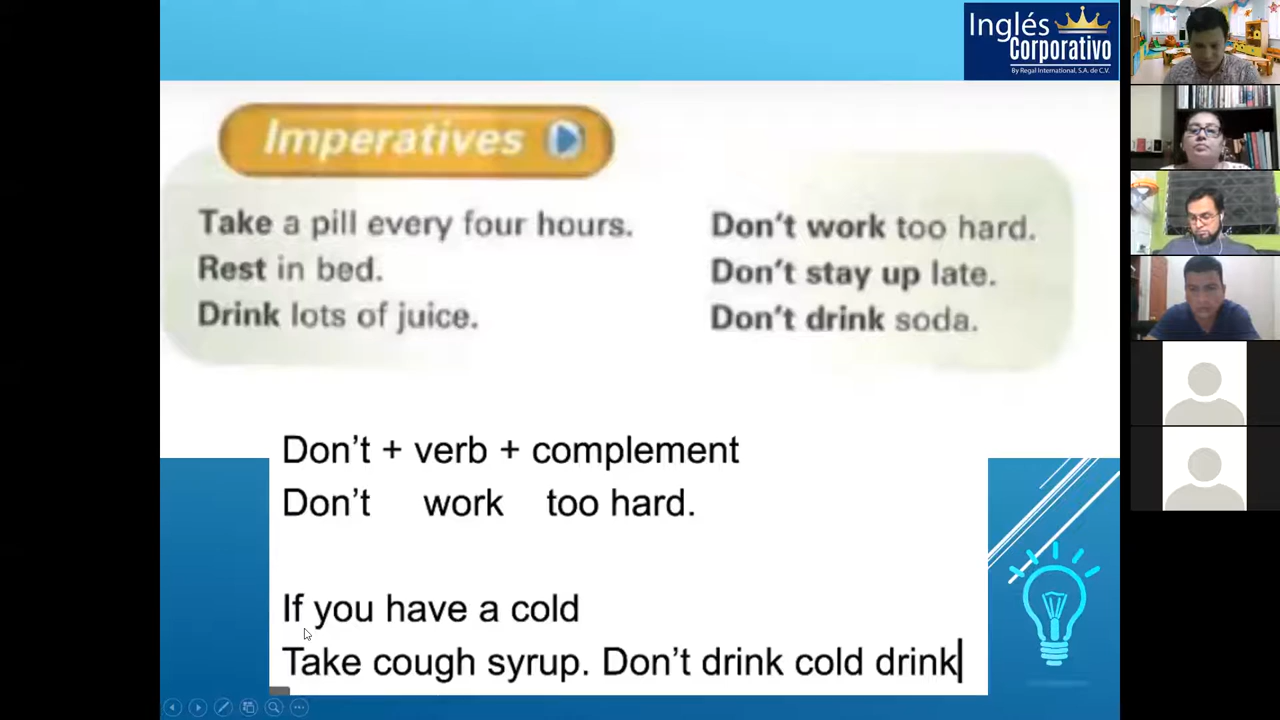 Inglés
Corporativo
By Regal International, S.A. de C.V.
Imperatives
Take a pill every four hours.
Rest in bed.
Drink lots of juice.
Don't work too hard.
Don't stay up late.
Don't drink soda.
Don't + verb + complement
Don't work too hard.
If you have a cold
Take cough syrup. Don't drink cold drink